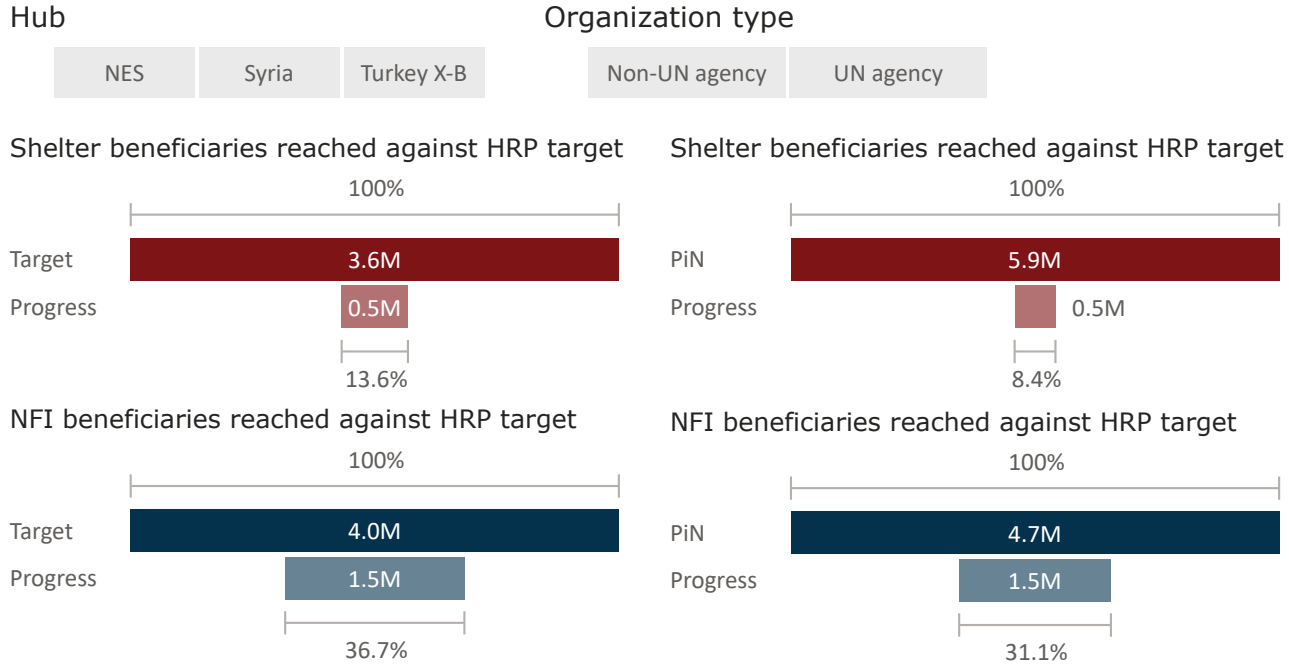 Hub
Organization type
NES
Syria
Turkey X-B
Non-UN agency
UN agency
Shelter beneficiaries reached against HRP target
100%
Target
3.6M
Progress
0.5M
13.6%
Shelter beneficiaries reached against HRP target
100%
PiN
5.9M
Progress
0.5M
8.4%
NFI beneficiaries reached against HRP target
100%
Target
4.0M
Progress
1.5M
36.7%
NFI beneficiaries reached against HRP target
100%
PiN
4.7M
Progress
1.5M
31.1%